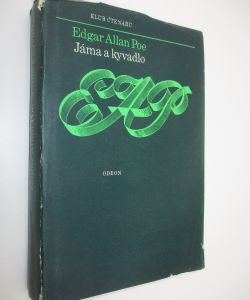 KLUB ČTENÁŘŮ
Edgar Allan Poe
Jáma a kyvadlo
EAP
ODEON